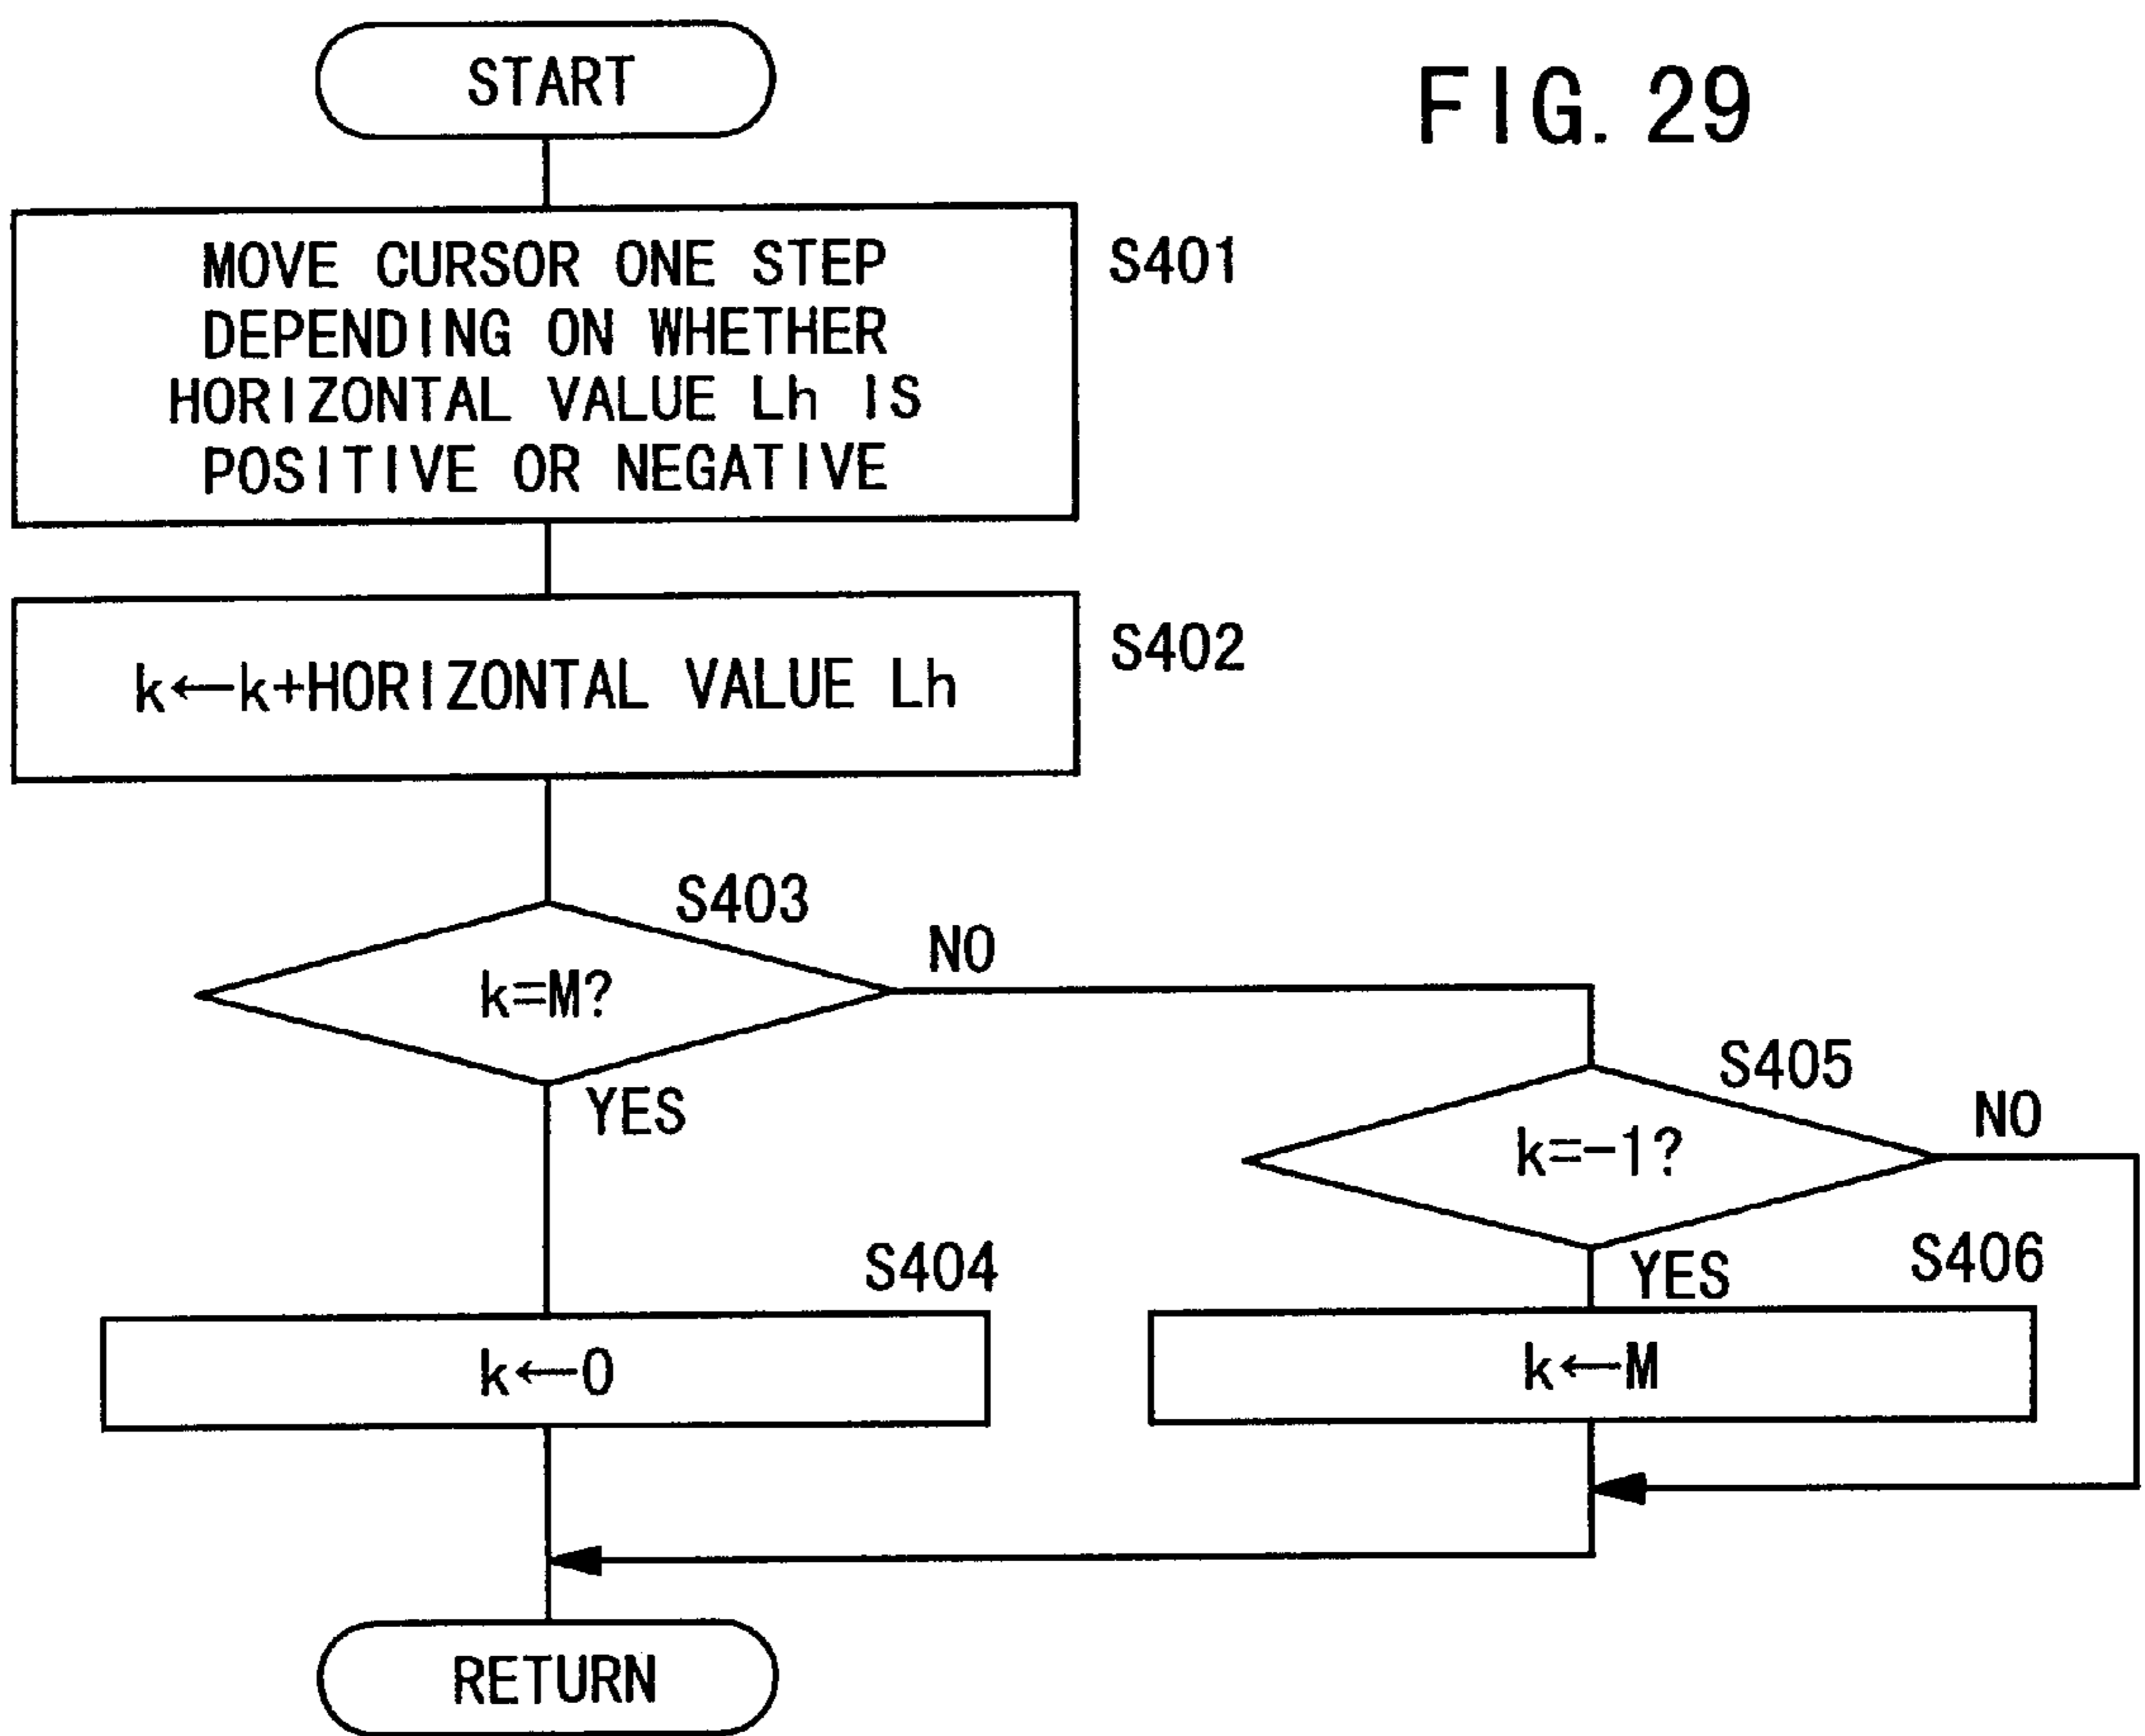 START
FIG. 29
MOVE CURSOR ONE STEP
DEPENDING ON WHETHER
HORIZONTAL VALUE Lh IS
POSITIVE OR NEGATIVE
S401
k←k+HORIZONTAL VALUE Lh
S402
S403
k=M?
NO
YES
S405
k=-1?
NO
YES
S404
k←0
S406
k←M
RETURN